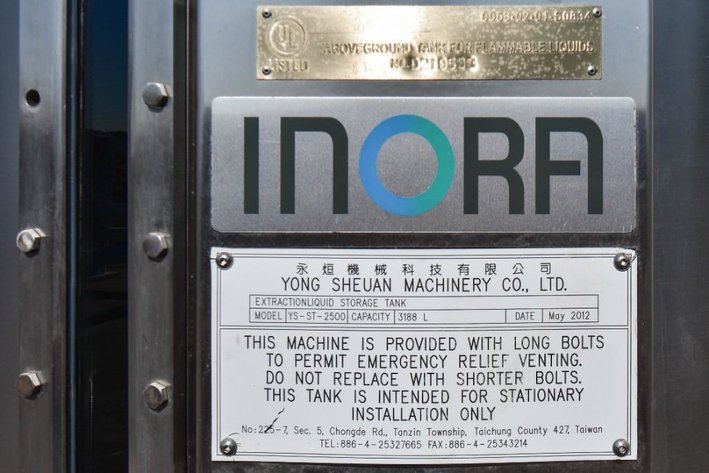 UL
LISTED
0053-02-01-50834
ABOVEGROUND TANK FOR FLAMMABLE LIQUIDS
INORA
永烜機械科技有限公司
YONG SHEUAN MACHINERY CO., LTD.
EXTRACTIONLIQUID STORAGE TANK
MODEL YS-ST-2500 CAPACITY 3188 L DATE May 2012
THIS MACHINE IS PROVIDED WITH LONG BOLTS
TO PERMIT EMERGENCY RELIEF VENTING.
DO NOT REPLACE WITH SHORTER BOLTS.
THIS TANK IS INTENDED FOR STATIONARY
INSTALLATION ONLY
No:225-7, Sec. 5, Chongde Rd., Tanzin Township, Taichung County 427, Taiwan
TEL:886-4-25327665 FAX:886-4-25343214